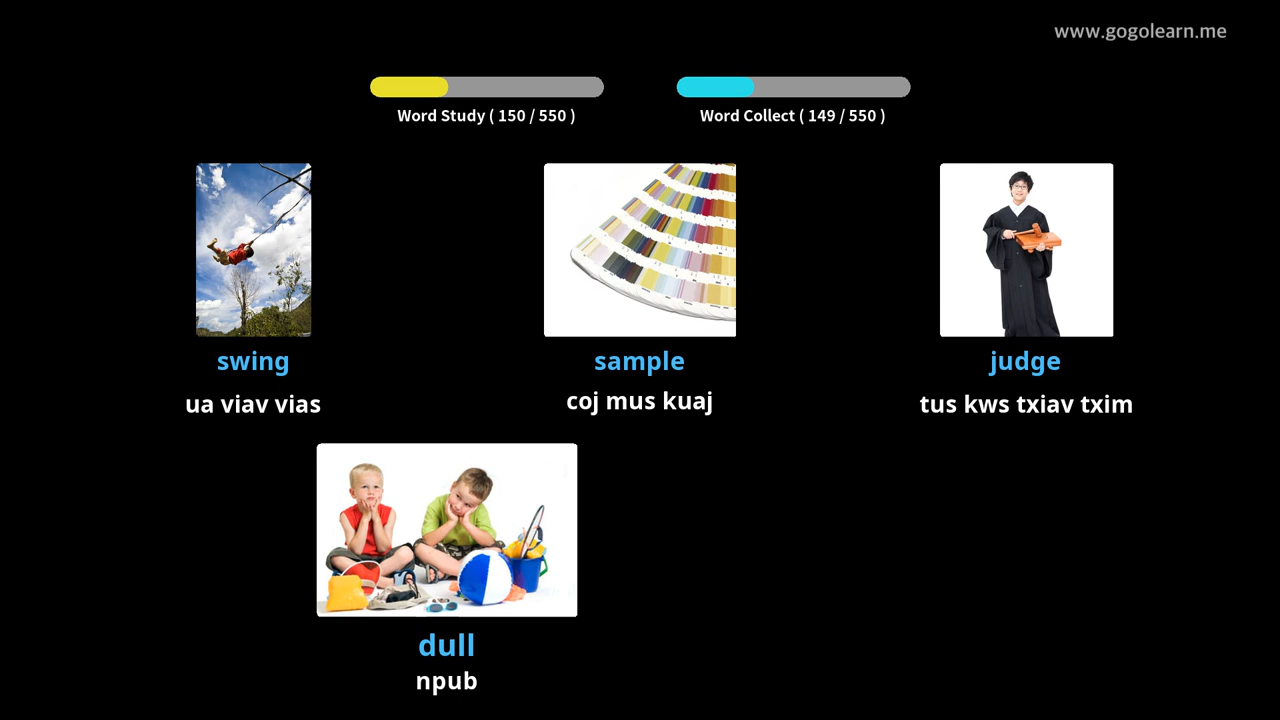 www.gogolearn.me
Word Study ( 150 / 550 )
Word Collect ( 149 / 550 )
swing
ua viav vias
sample
coj mus kuaj
judge
tus kws txiav txim
dull
npub